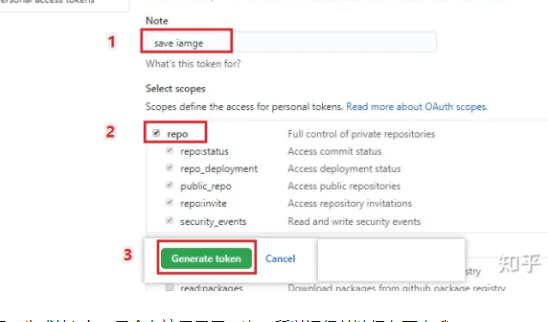 personal access tokens
Note
1
save iamge
What's this token for?
Select scopes
Scopes define the access for personal tokens. Read more about OAuth scopes.
2
repo Full control of private repositories
repo:status Access commit status
repo_deployment Access deployment status
public_repo Access public repositories
repo:invite Access repository invitations
security_events Read and write security events
3
Generate token Cancel
知乎
istry
read:packages Download packages from github package registry